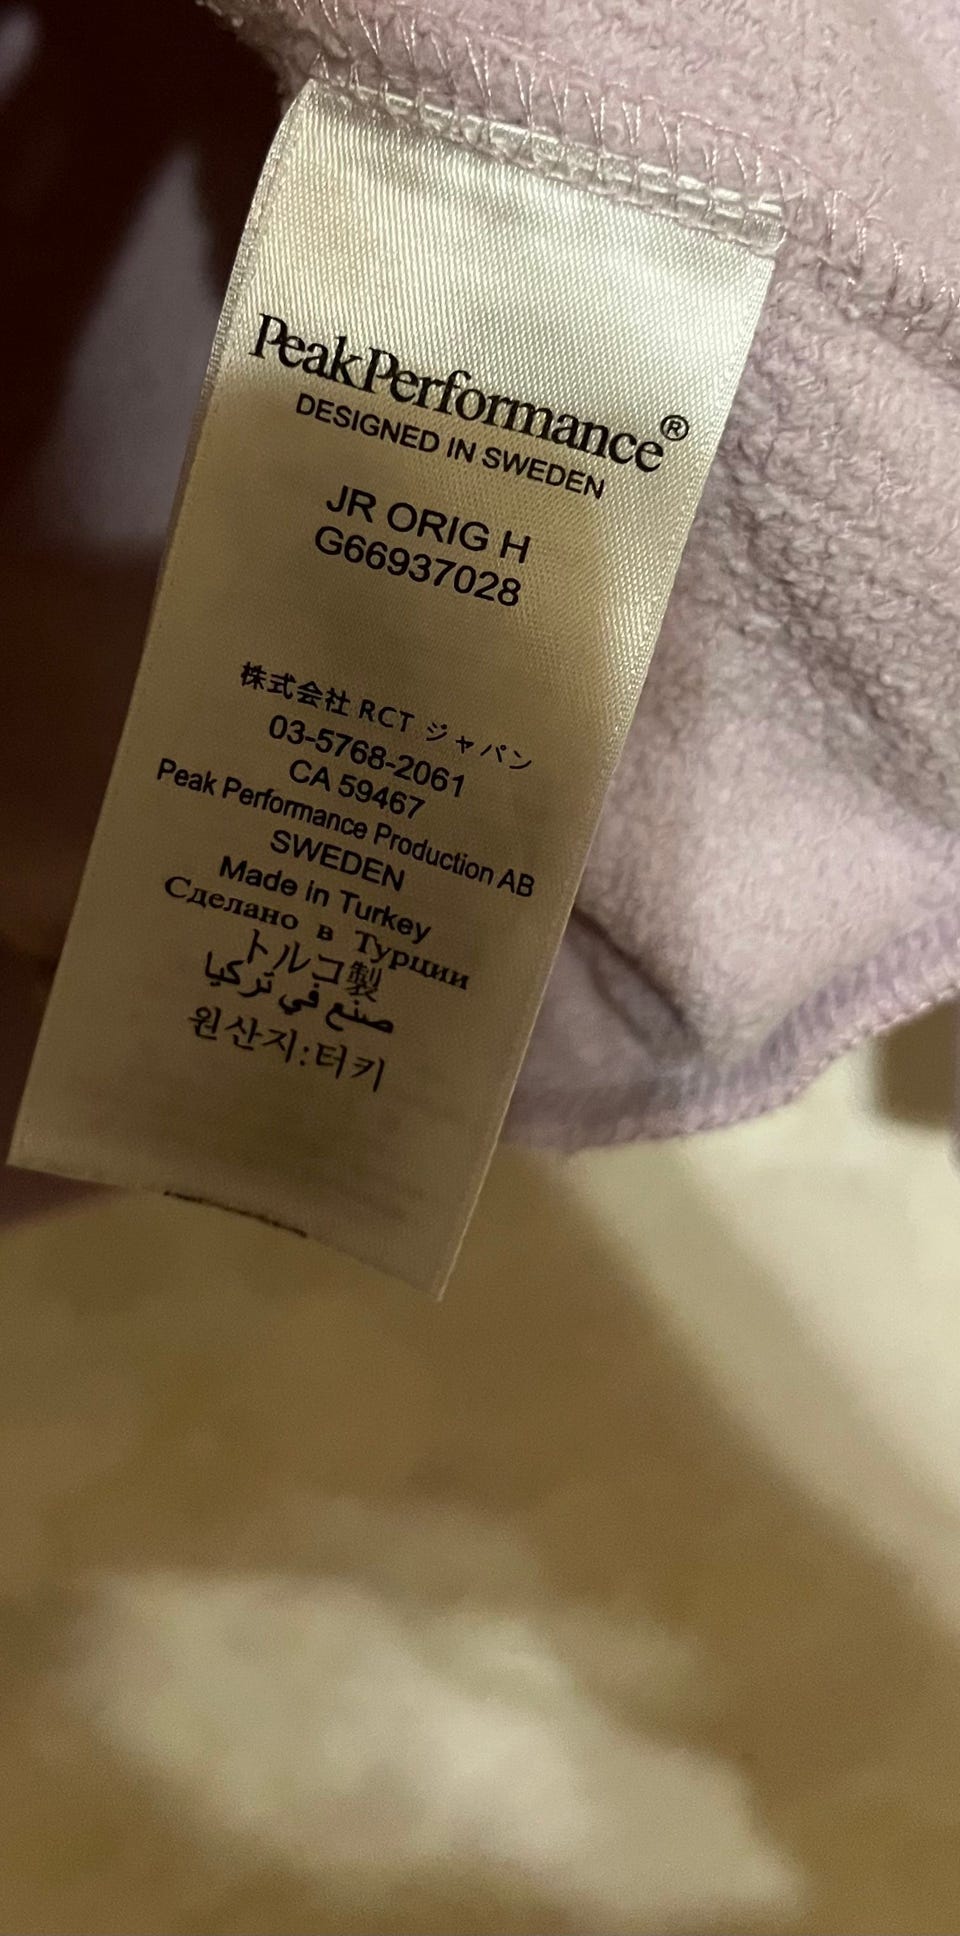 PeakPerformance®
DESIGNED IN SWEDEN
JR ORIG H
G66937028
株式会社 RCT ジャパン
03-5768-2061
CA 59467
Peak Performance Production AB
SWEDEN
Made in Turkey
Сделано в Турции
トルコ製
صنع في تركيا
원산지:터키